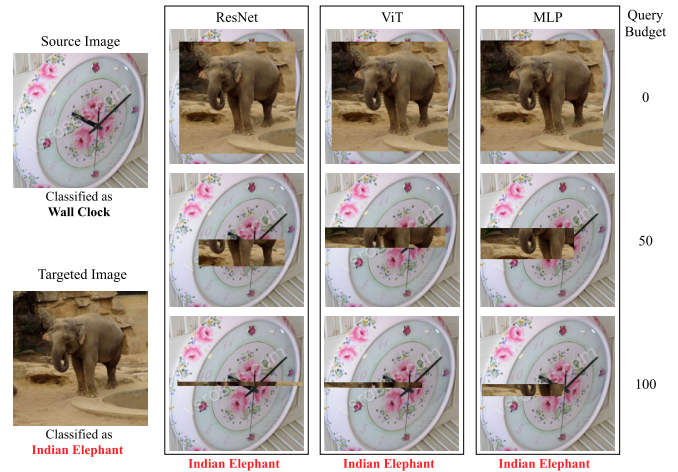 ResNet
ViT
MLP
Query
Budget
Source Image
0
Classified as
Wall Clock
50
Targeted Image
100
Classified as
Indian Elephant
Indian Elephant
Indian Elephant
Indian Elephant